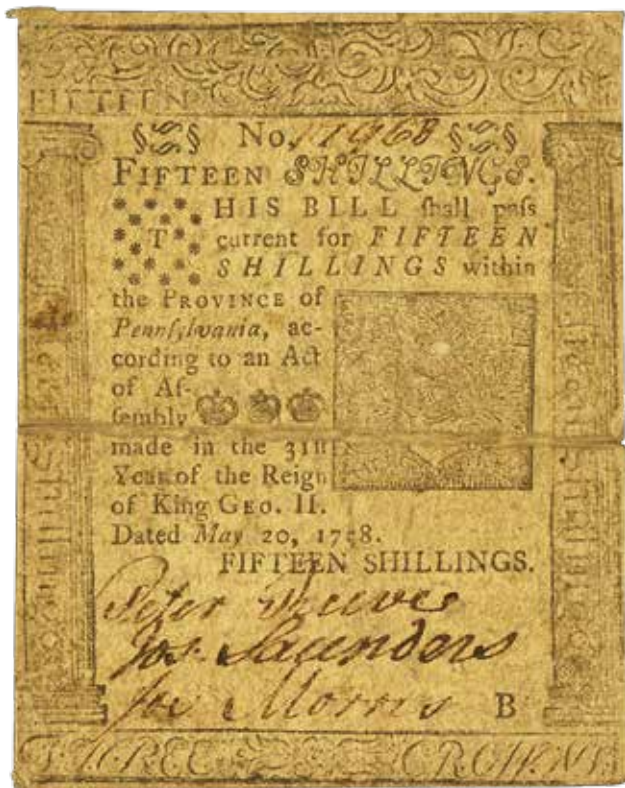 FIFTEEN
No. 11968
FIFTEEN SHILLINGS.
THIS BILL ſhall paſs
current for FIFTEEN
SHILLINGS within
the PROVINCE of
Pennſylvania, ac-
cording to an Act
of Aſ-
ſembly
made in the 31ſt
Year of the Reign
of King GEO. II.
Dated May 20, 1758.
FIFTEEN SHILLINGS.
Peter Reeve
Jos. Saunders
Jos Morris B
THREE CROWNS